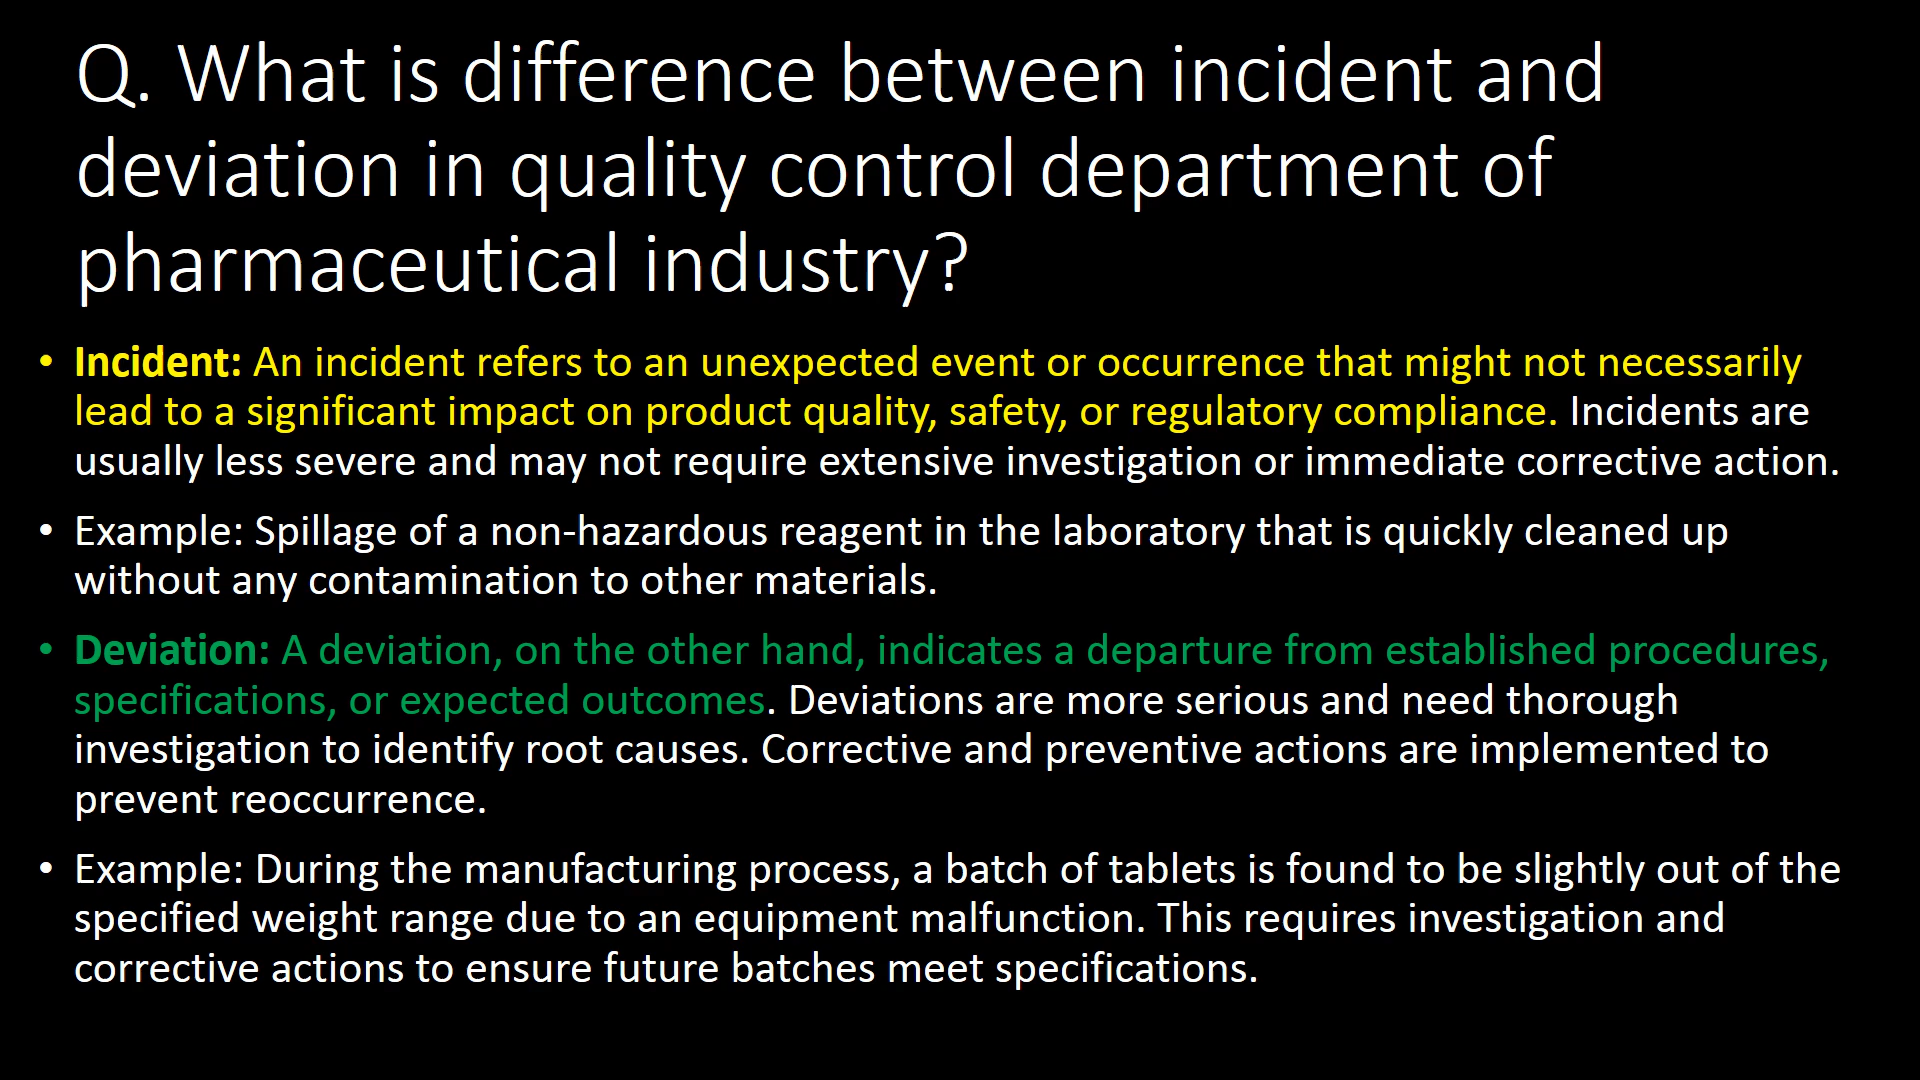 Q. What is difference between incident and
deviation in quality control department of
pharmaceutical industry?
• Incident: An incident refers to an unexpected event or occurrence that might not necessarily
lead to a significant impact on product quality, safety, or regulatory compliance. Incidents are
usually less severe and may not require extensive investigation or immediate corrective action.
• Example: Spillage of a non-hazardous reagent in the laboratory that is quickly cleaned up
without any contamination to other materials.
• Deviation: A deviation, on the other hand, indicates a departure from established procedures,
specifications, or expected outcomes. Deviations are more serious and need thorough
investigation to identify root causes. Corrective and preventive actions are implemented to
prevent reoccurrence.
• Example: During the manufacturing process, a batch of tablets is found to be slightly out of the
specified weight range due to an equipment malfunction. This requires investigation and
corrective actions to ensure future batches meet specifications.